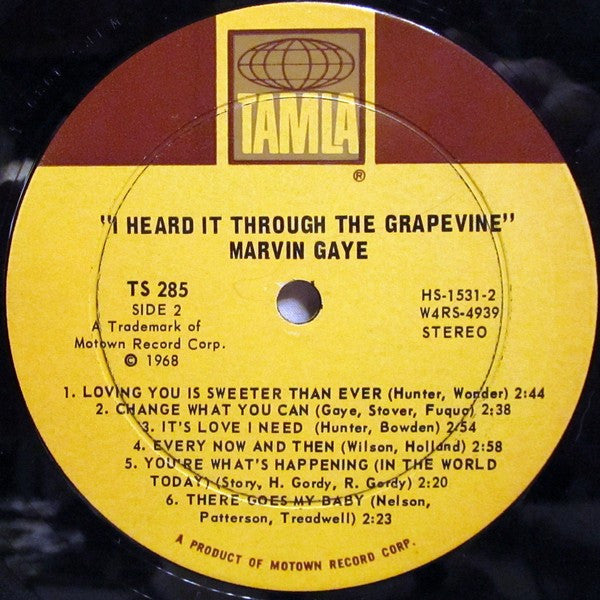 TAMLA
®
"I HEARD IT THROUGH THE GRAPEVINE"
MARVIN GAYE
TS 285
SIDE 2
A Trademark of
Motown Record Corp.
© 1968
HS-1531-2
W4RS-4939
STEREO
1. LOVING YOU IS SWEETER THAN EVER (Hunter, Wonder) 2:44
2. CHANGE WHAT YOU CAN (Gaye, Stover, Fuqua) 2:38
3. IT'S LOVE I NEED (Hunter, Bowden) 2:54
4. EVERY NOW AND THEN (Wilson, Holland) 2:58
5. YOU'RE WHAT'S HAPPENING (IN THE WORLD
TODAY) (Story, H. Gordy, R. Gordy) 2:20
6. THERE GOES MY BABY (Nelson,
Patterson, Treadwell) 2:23
A PRODUCT OF MOTOWN RECORD CORP.